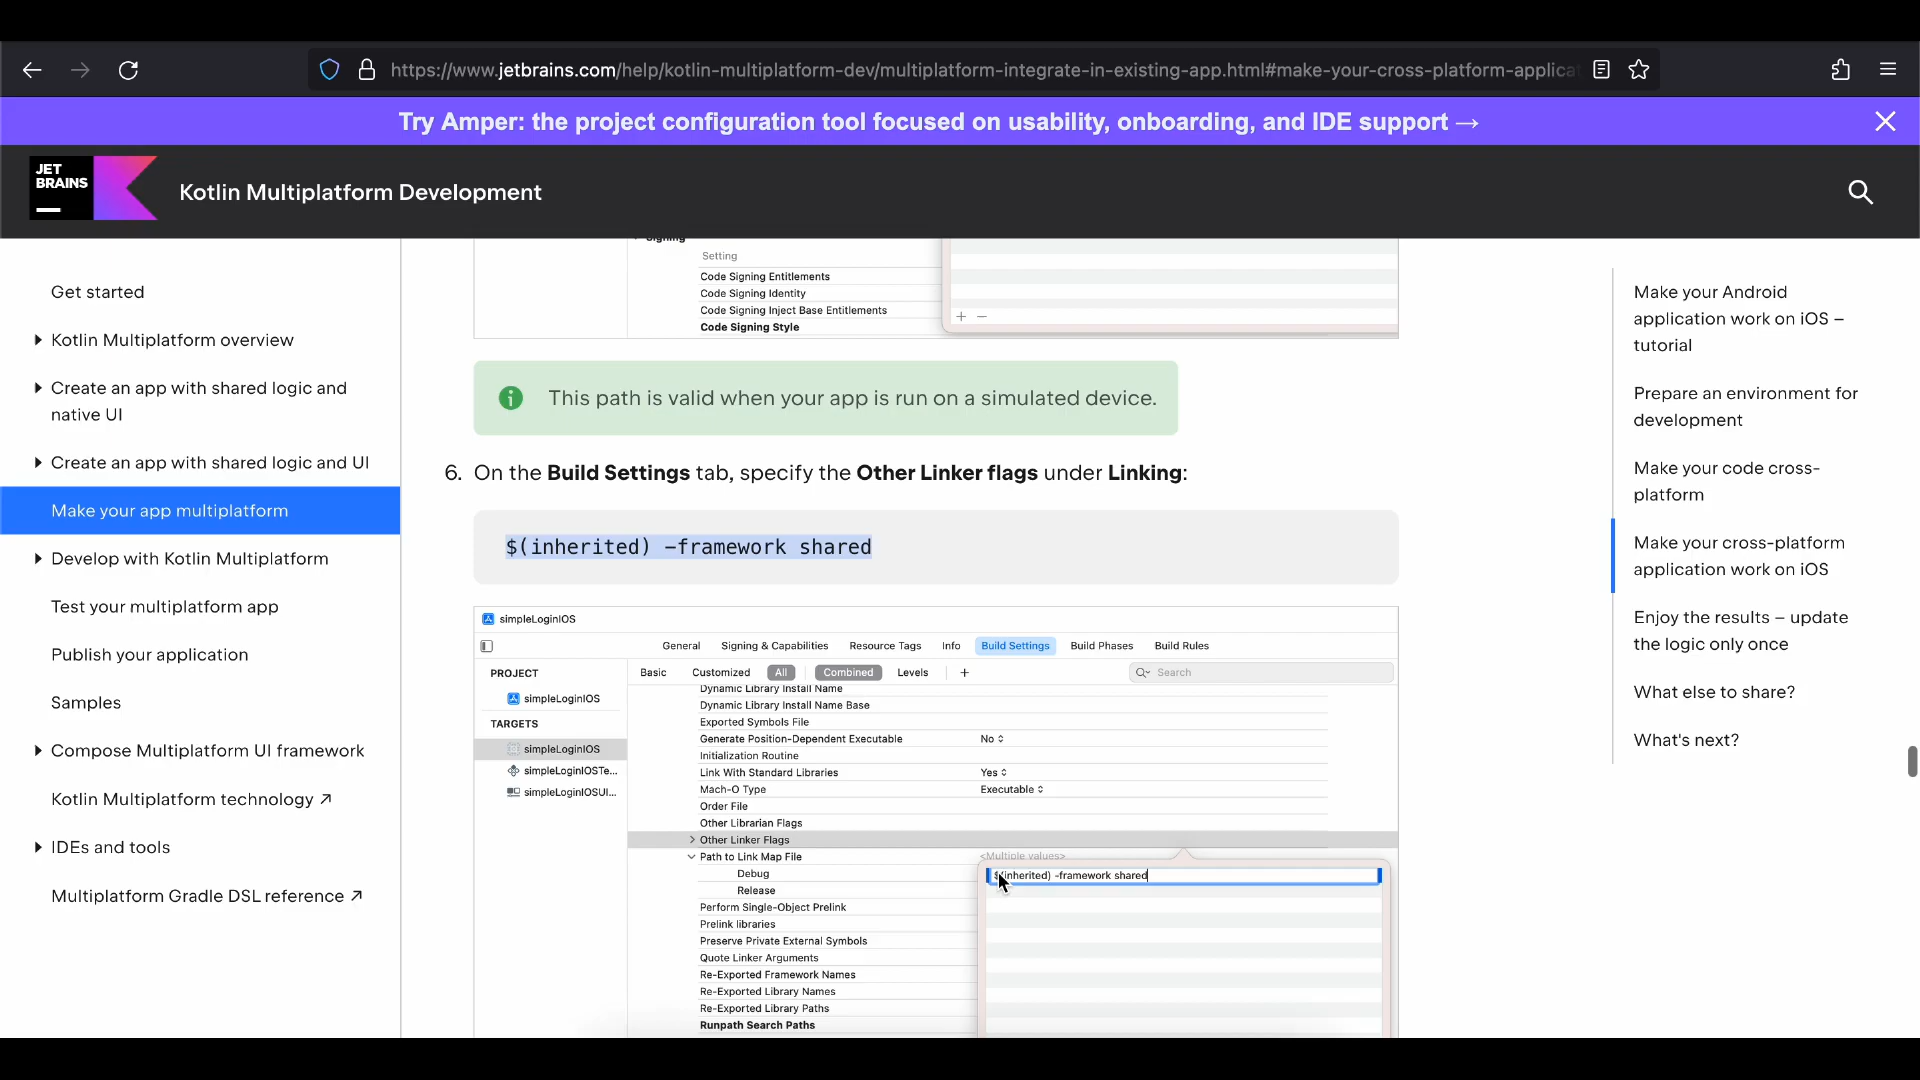 https://www.jetbrains.com/help/kotlin-multiplatform-dev/multiplatform-integrate-in-existing-app.html#make-your-cross-platform-applica
Try Amper: the project configuration tool focused on usability, onboarding, and IDE support →
JET
BRAINS
Kotlin Multiplatform Development
Get started
Kotlin Multiplatform overview
Create an app with shared logic and
native UI
Create an app with shared logic and UI
Make your app multiplatform
Develop with Kotlin Multiplatform
Test your multiplatform app
Publish your application
Samples
Compose Multiplatform UI framework
Kotlin Multiplatform technology ↗
IDEs and tools
Multiplatform Gradle DSL reference ↗
Signing
Setting
Code Signing Entitlements
Code Signing Identity
Code Signing Inject Base Entitlements
Code Signing Style
+ −
This path is valid when your app is run on a simulated device.
6. On the Build Settings tab, specify the Other Linker flags under Linking:
$(inherited) -framework shared
simpleLoginIOS
General Signing & Capabilities Resource Tags Info Build Settings Build Phases Build Rules
PROJECT
simpleLoginIOS
TARGETS
simpleLoginIOS
simpleLoginIOSTe...
simpleLoginIOSUI...
Basic Customized All Combined Levels + Search
Dynamic Library Install Name
Dynamic Library Install Name Base
Exported Symbols File
Generate Position-Dependent Executable No
Initialization Routine
Link With Standard Libraries Yes
Mach-O Type Executable
Order File
Other Librarian Flags
Other Linker Flags
Path to Link Map File <Multiple values>
Debug
Release
Perform Single-Object Prelink
Prelink libraries
Preserve Private External Symbols
Quote Linker Arguments
Re-Exported Framework Names
Re-Exported Library Names
Re-Exported Library Paths
Runpath Search Paths
$(inherited) -framework shared
Make your Android
application work on iOS –
tutorial
Prepare an environment for
development
Make your code cross-
platform
Make your cross-platform
application work on iOS
Enjoy the results – update
the logic only once
What else to share?
What's next?